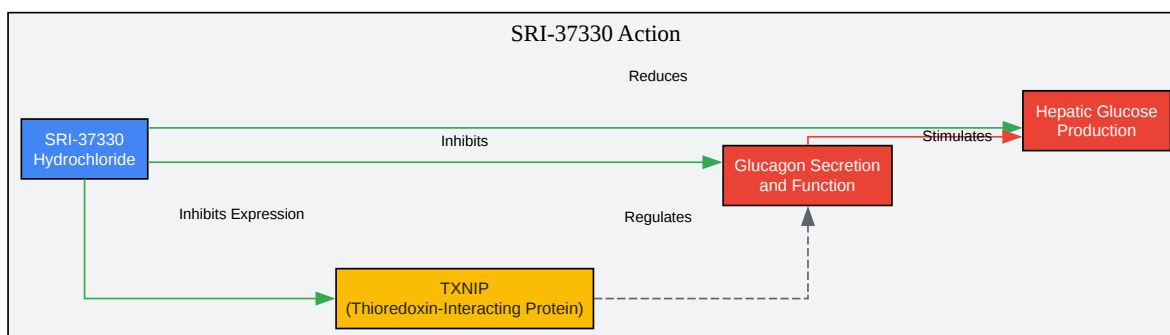 SRI-37330 Action
Reduces
Hepatic Glucose
Production
SRI-37330
Hydrochloride
Inhibits
Stimulates
Glucagon Secretion
and Function
Inhibits Expression
Regulates
TXNIP
(Thioredoxin-Interacting Protein)